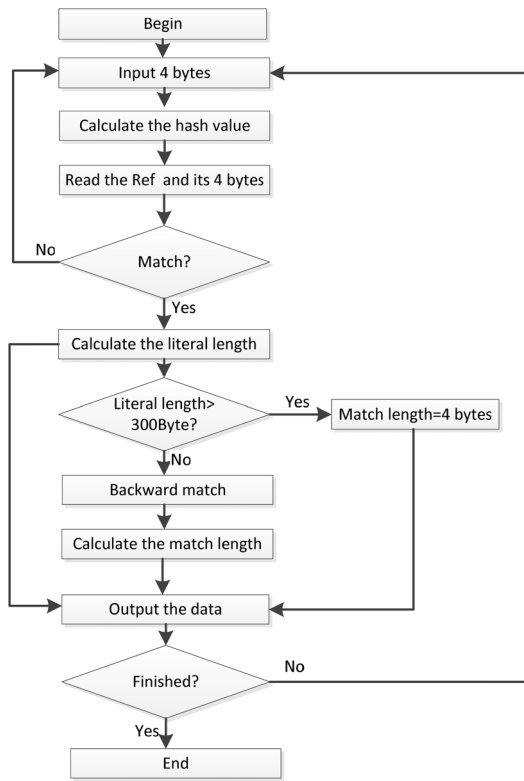 Begin
Input 4 bytes
Calculate the hash value
Read the Ref and its 4 bytes
No
Match?
Yes
Calculate the literal length
Literal length>
300Byte?
Yes
Match length=4 bytes
No
Backward match
Calculate the match length
Output the data
Finished?
No
Yes
End